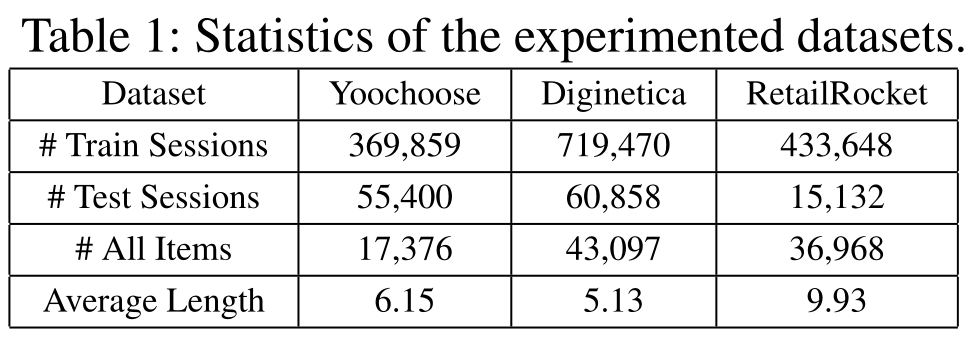 Table 1: Statistics of the experimented datasets.
Dataset Yoochoose Diginetica RetailRocket
# Train Sessions 369,859 719,470 433,648
# Test Sessions 55,400 60,858 15,132
# All Items 17,376 43,097 36,968
Average Length 6.15 5.13 9.93